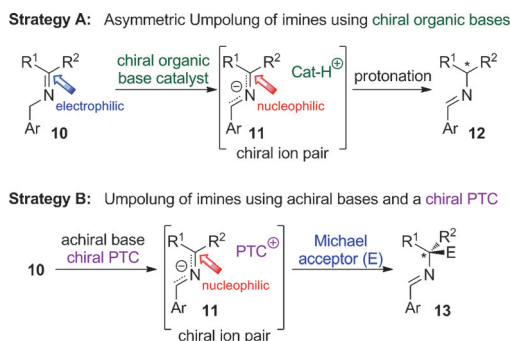 Strategy A: Asymmetric Umpolung of imines using chiral organic bases
R1 R2 N Ar electrophilic 10
chiral organic
base catalyst
R1 R2 ⊖ N Ar nucleophilic 11
Cat-H⊕
chiral ion pair
protonation
R1 * R2 N Ar 12
Strategy B: Umpolung of imines using achiral bases and a chiral PTC
10
achiral base
chiral PTC
R1 R2 ⊖ N Ar nucleophilic 11
PTC⊕
chiral ion pair
Michael
acceptor (E)
R1 R2 * E N Ar 13